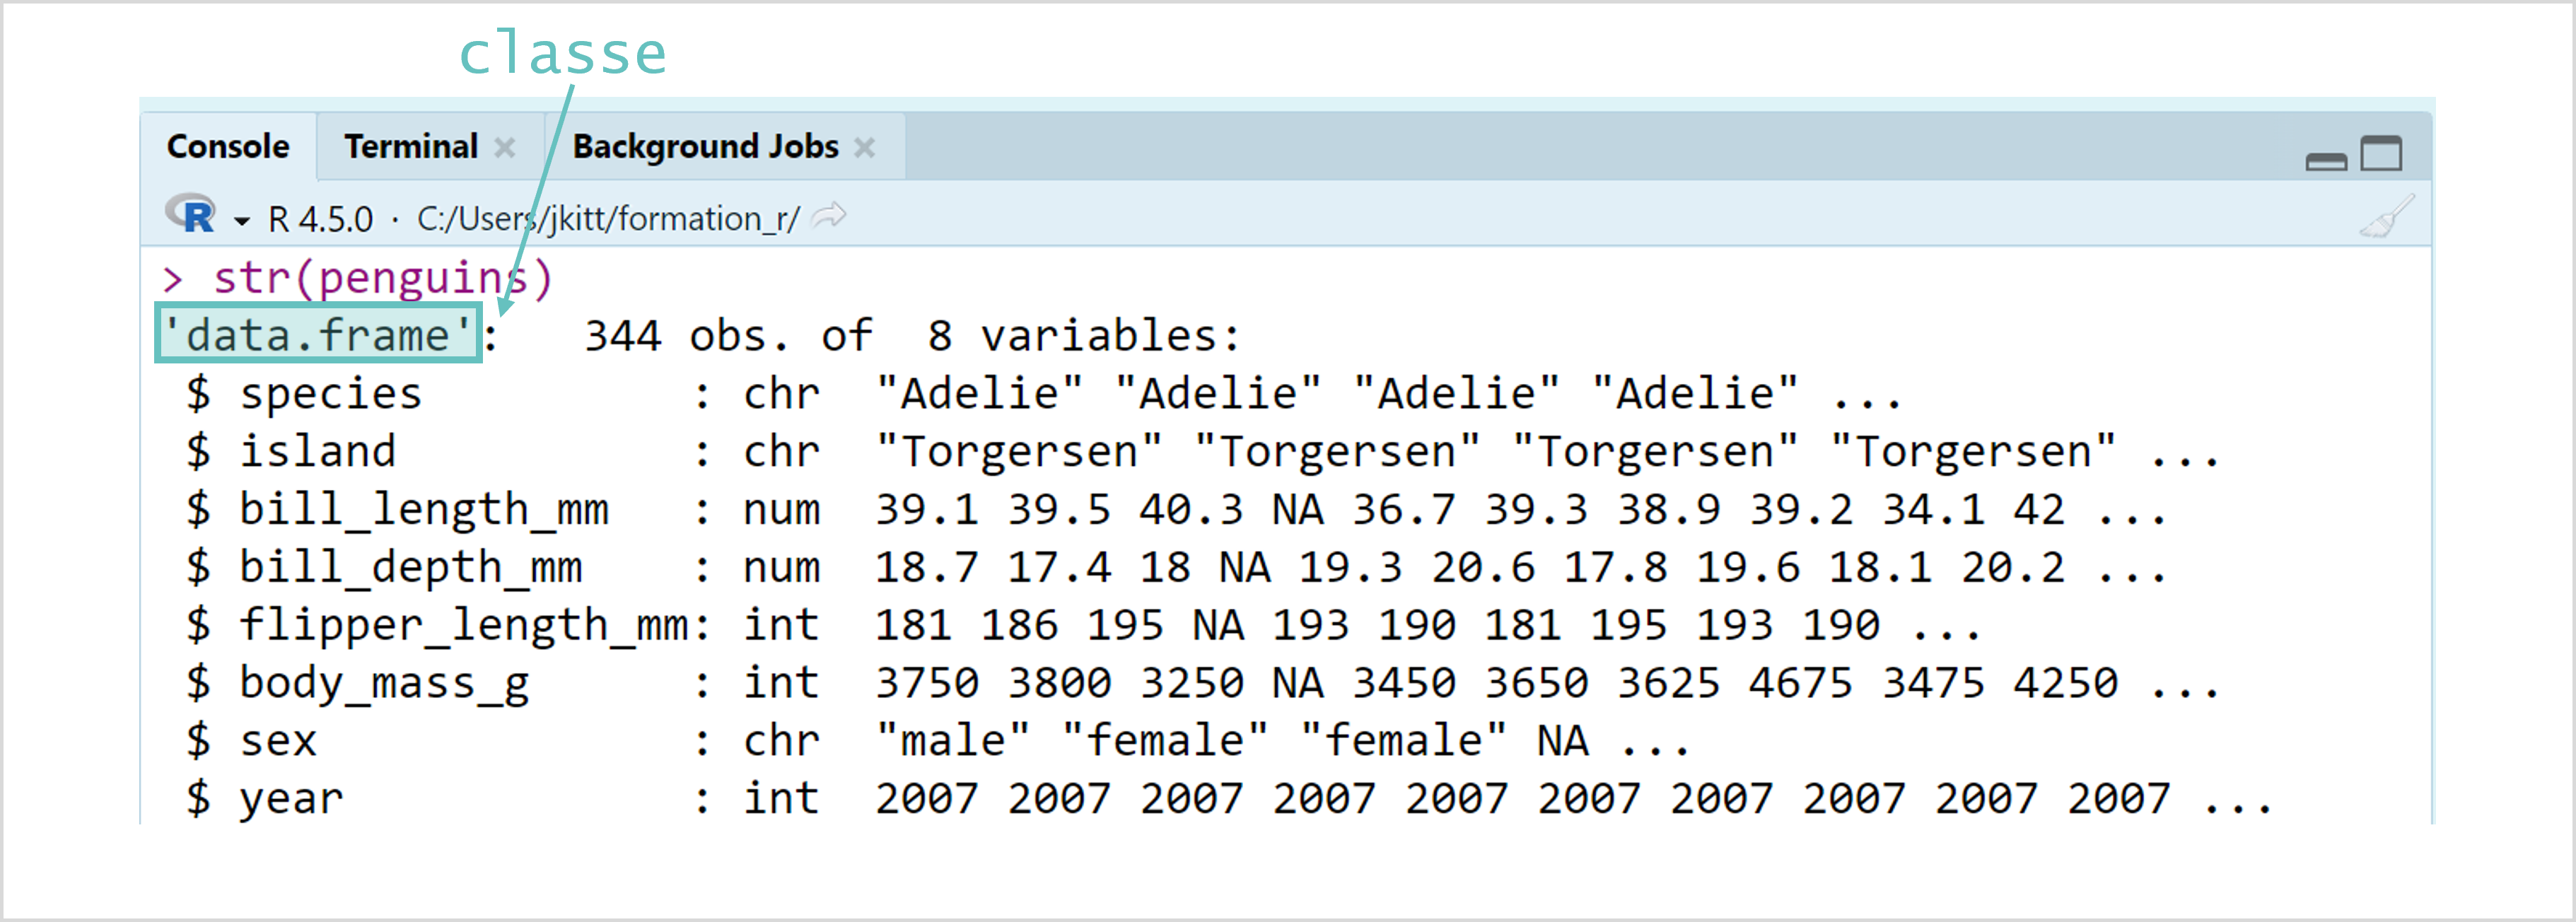 classe
Console Terminal Background Jobs
R R 4.5.0 · C:/Users/jkitt/formation_r/
> str(penguins)
'data.frame':   344 obs. of  8 variables:
 $ species          : chr  "Adelie" "Adelie" "Adelie" "Adelie" ...
 $ island           : chr  "Torgersen" "Torgersen" "Torgersen" "Torgersen" ...
 $ bill_length_mm   : num  39.1 39.5 40.3 NA 36.7 39.3 38.9 39.2 34.1 42 ...
 $ bill_depth_mm    : num  18.7 17.4 18 NA 19.3 20.6 17.8 19.6 18.1 20.2 ...
 $ flipper_length_mm: int  181 186 195 NA 193 190 181 195 193 190 ...
 $ body_mass_g      : int  3750 3800 3250 NA 3450 3650 3625 4675 3475 4250 ...
 $ sex              : chr  "male" "female" "female" NA ...
 $ year             : int  2007 2007 2007 2007 2007 2007 2007 2007 2007 2007 ...